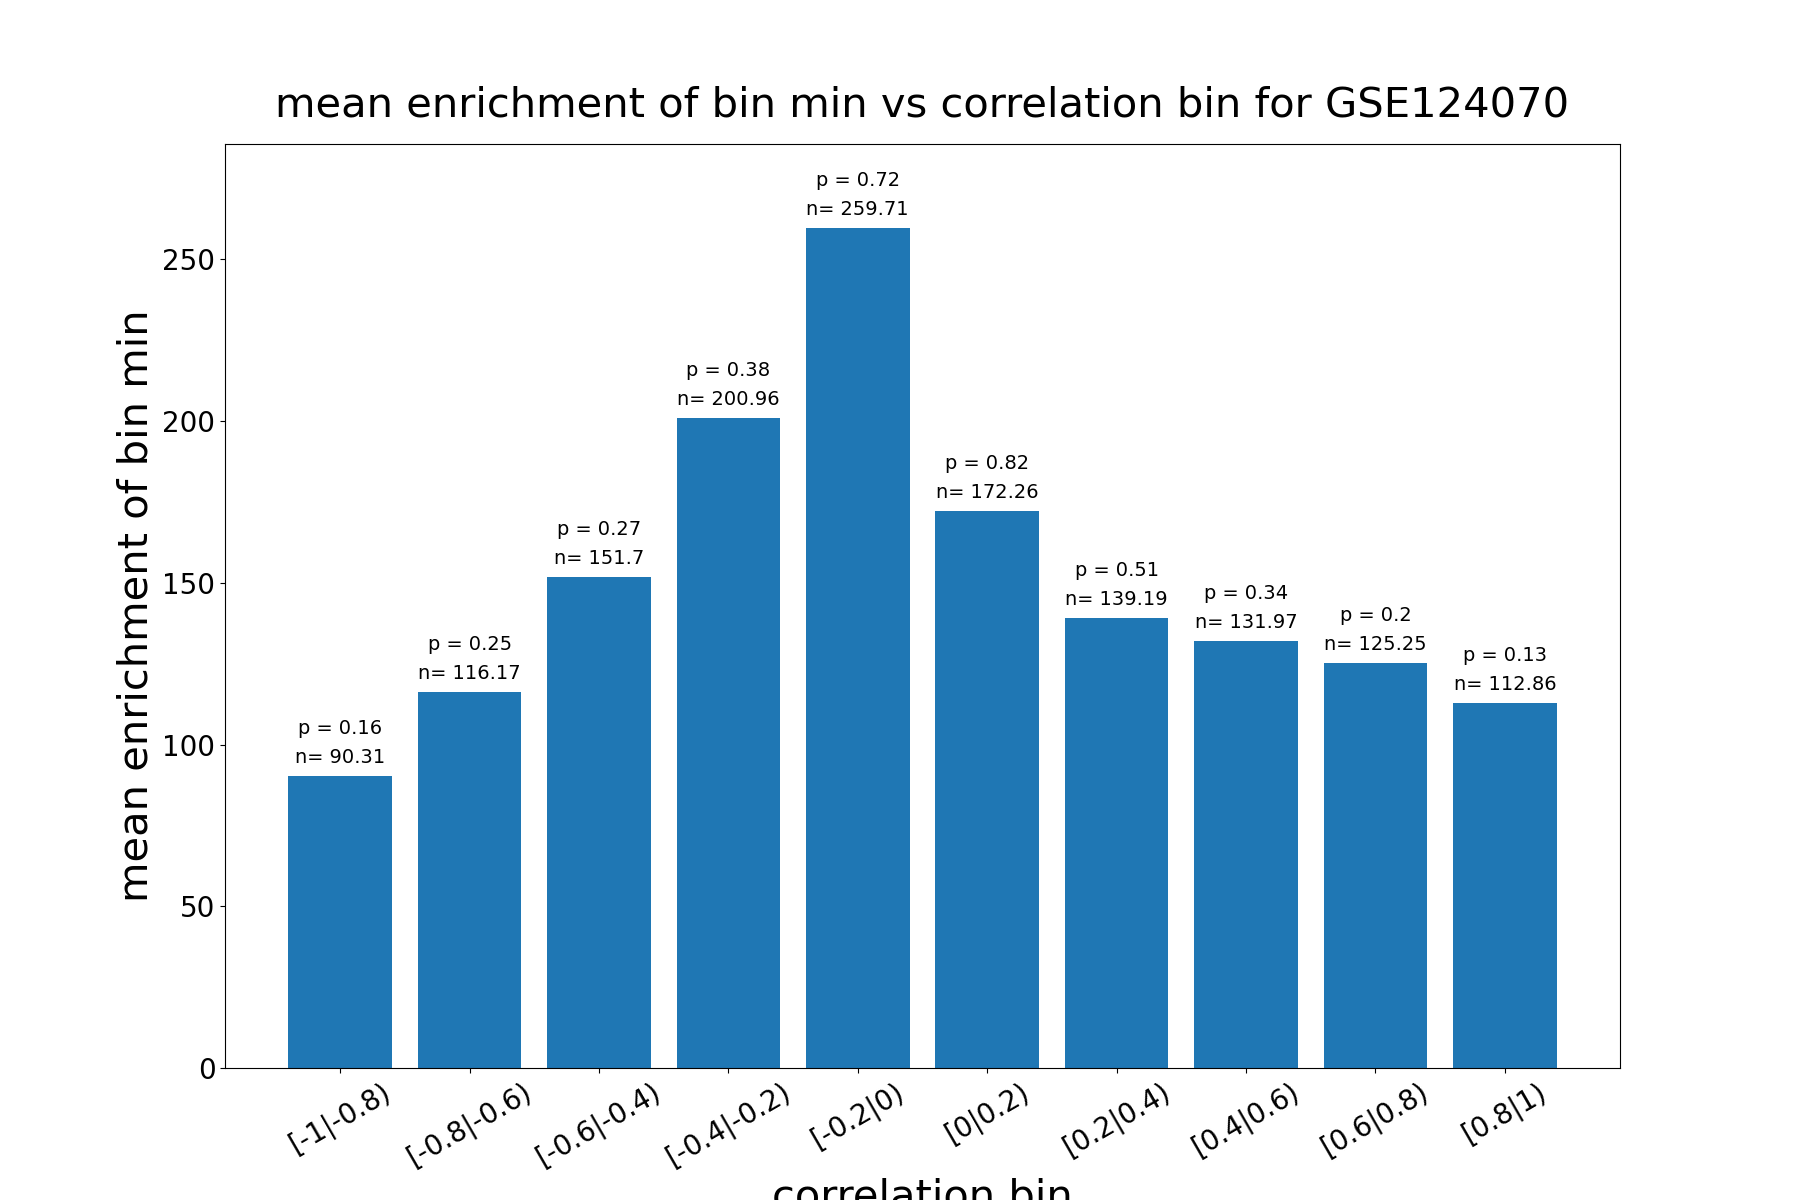 mean enrichment of bin min vs correlation bin for GSE124070
mean enrichment of bin min
250
200
150
100
50
0
p = 0.16
n= 90.31
p = 0.25
n= 116.17
p = 0.27
n= 151.7
p = 0.38
n= 200.96
p = 0.72
n= 259.71
p = 0.82
n= 172.26
p = 0.51
n= 139.19
p = 0.34
n= 131.97
p = 0.2
n= 125.25
p = 0.13
n= 112.86
[-1|-0.8)
[-0.8|-0.6)
[-0.6|-0.4)
[-0.4|-0.2)
[-0.2|0)
[0|0.2)
[0.2|0.4)
[0.4|0.6)
[0.6|0.8)
[0.8|1)
correlation bin